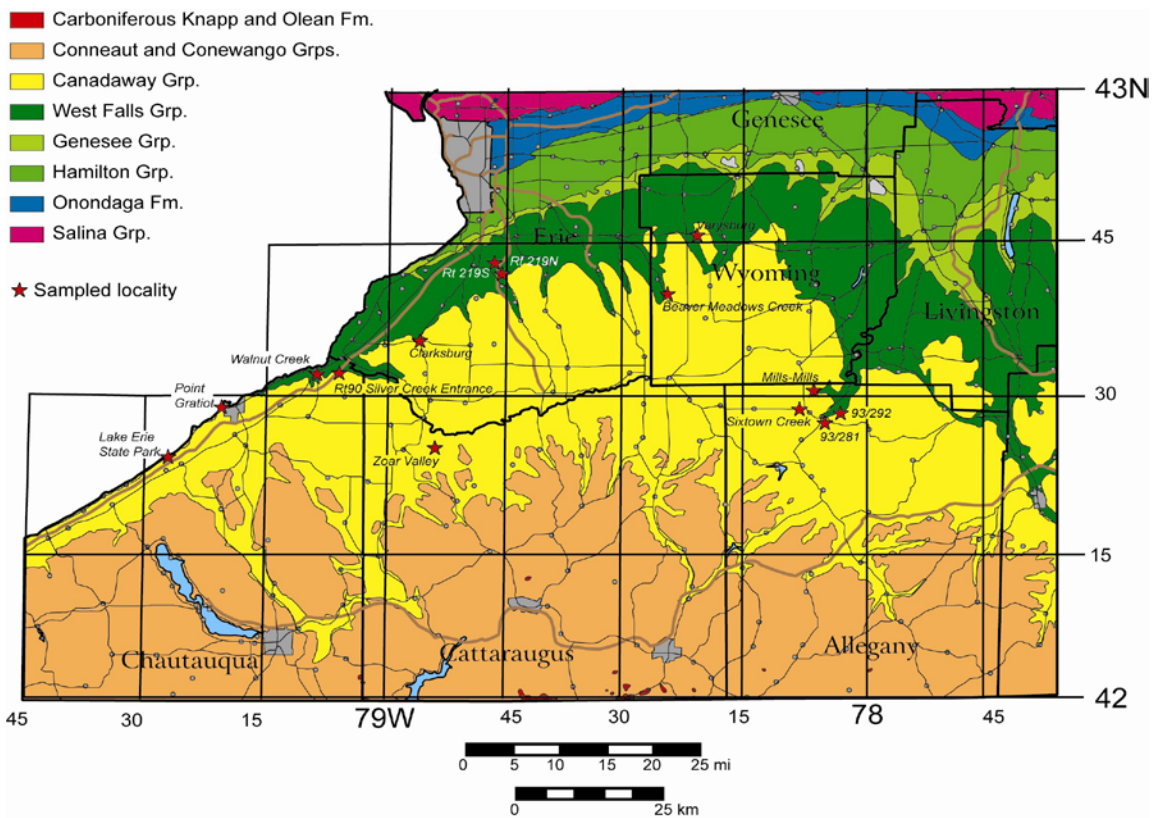 Carboniferous Knapp and Olean Fm.
Conneaut and Conewango Grps.
Canadaway Grp.
West Falls Grp.
Genesee Grp.
Hamilton Grp.
Onondaga Fm.
Salina Grp.
Sampled locality
43N
Genesee
Varysburg
Erie
45
Rt 219N
Rt 219S
Wyoming
Beaver Meadows Creek
Livingston
Clarksburg
Walnut Creek
Rt90 Silver Creek Entrance
Mills-Mills
30
Point
Gratiot
Sixtown Creek
93/292
93/281
Lake Erie
State Park
Zoar Valley
15
Chautauqua
Cattaraugus
Allegany
42
45
30
15
79W
45
30
15
78
45
0 5 10 15 20 25 mi
0 25 km